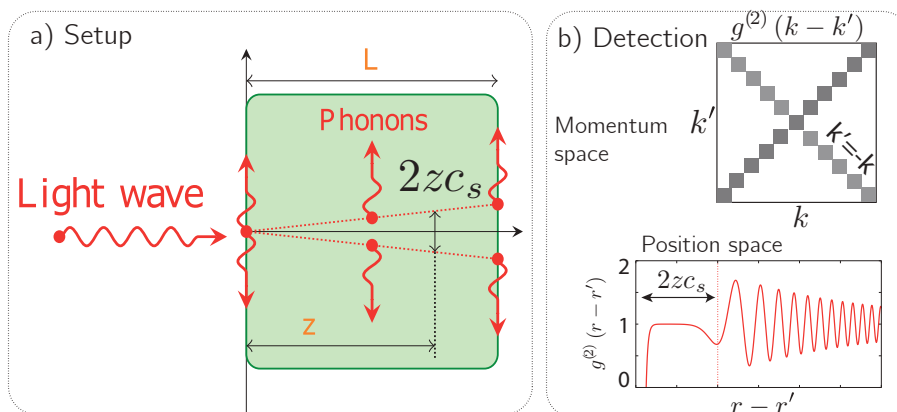 a) Setup
L
Phonons
2zc_s
Light wave
z
b) Detection
g^(2) (k − k′)
Momentum
space
k′
k′=-k
k
Position space
2
2zc_s
1
0
g^(2) (r − r′)
r − r′